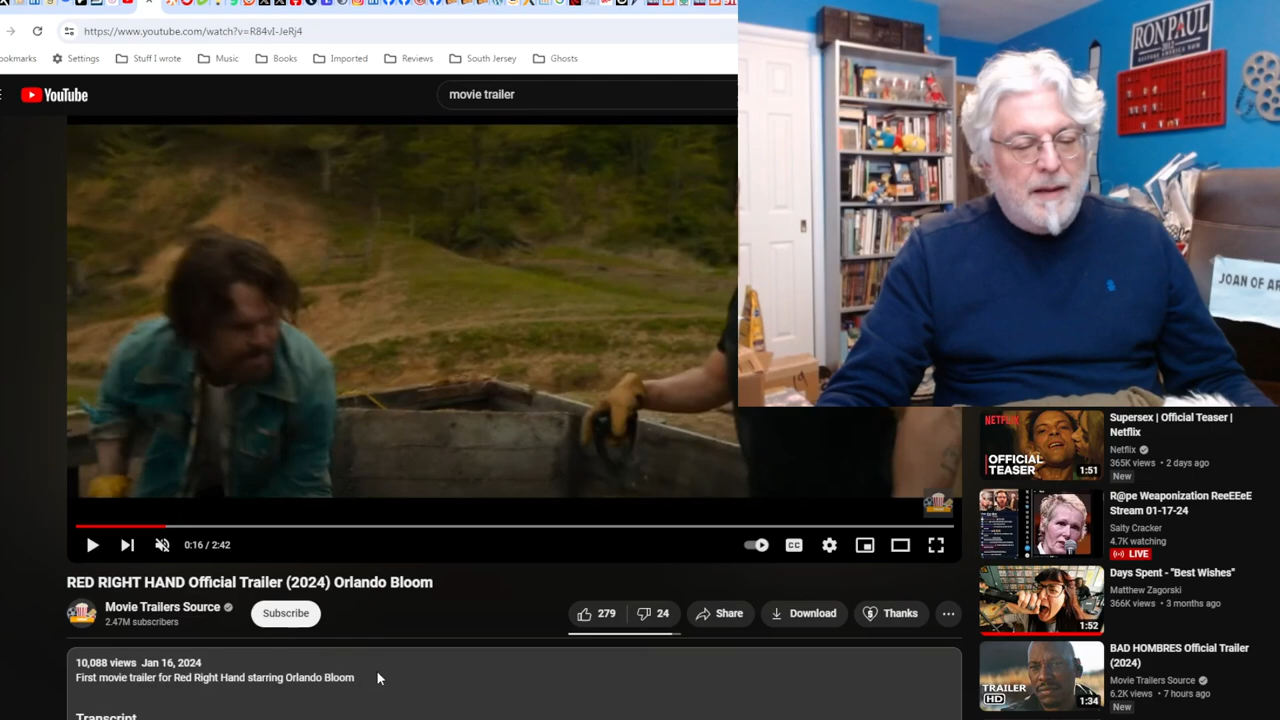 https://www.youtube.com/watch?v=R84vI-JeRj4
Settings
Stuff I wrote
Music
Books
Imported
Reviews
South Jersey
Ghosts
YouTube
movie trailer
RON PAUL
2012
JOAN OF AR
0:16 / 2:42
CC
RED RIGHT HAND Official Trailer (2024) Orlando Bloom
Movie Trailers Source
2.47M subscribers
Subscribe
279
24
Share
Download
Thanks
10,088 views Jan 16, 2024
First movie trailer for Red Right Hand starring Orlando Bloom
Transcript
NETFLIX
OFFICIAL
TEASER
1:51
Supersex | Official Teaser |
Netflix
Netflix
365K views • 2 days ago
New
R@pe Weaponization ReeEEeE
Stream 01-17-24
Salty Cracker
4.7K watching
LIVE
1:52
Days Spent - "Best Wishes"
Matthew Zagorski
366K views • 3 months ago
TRAILER
HD
1:34
BAD HOMBRES Official Trailer
(2024)
Movie Trailers Source
6.2K views • 7 hours ago
New